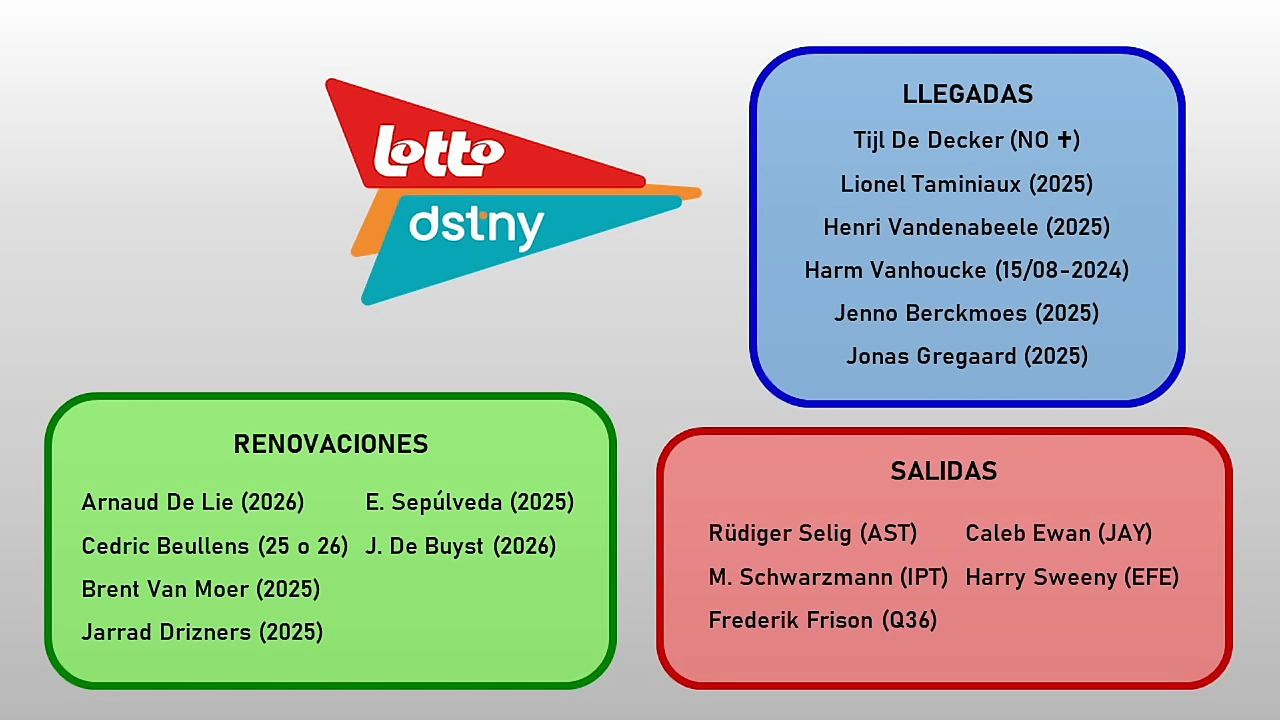 lotto
dstny
LLEGADAS
Tijl De Decker (NO ✝)
Lionel Taminiaux (2025)
Henri Vandenabeele (2025)
Harm Vanhoucke (15/08-2024)
Jenno Berckmoes (2025)
Jonas Gregaard (2025)
RENOVACIONES
Arnaud De Lie (2026) E. Sepúlveda (2025)
Cedric Beullens (25 o 26) J. De Buyst (2026)
Brent Van Moer (2025)
Jarrad Drizners (2025)
SALIDAS
Rüdiger Selig (AST) Caleb Ewan (JAY)
M. Schwarzmann (IPT) Harry Sweeny (EFE)
Frederik Frison (Q36)